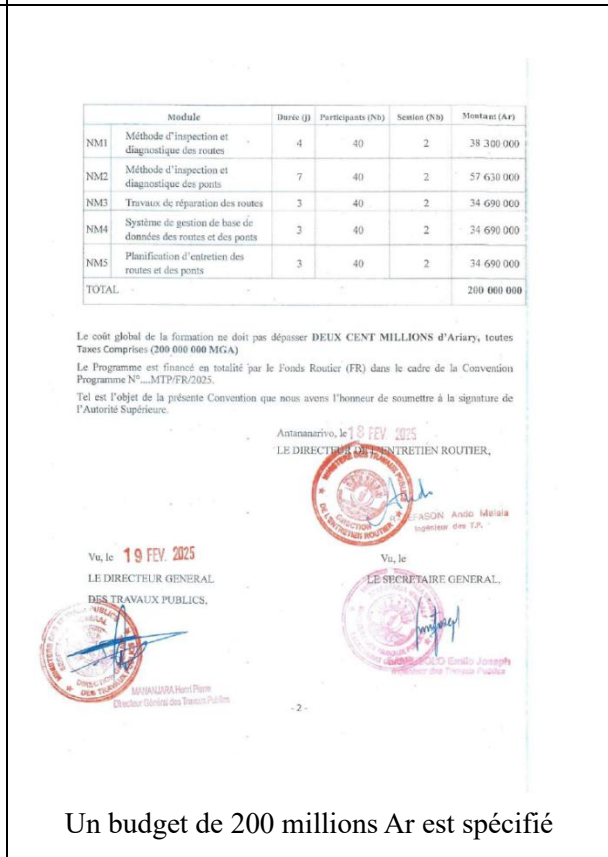 Module Durée (j) Participants (Nb) Session (Nb) Montant (Ar)
NM1 Méthode d'inspection et diagnostique des routes 4 40 2 38 300 000
NM2 Méthode d'inspection et diagnostique des ponts 7 40 2 57 630 000
NM3 Travaux de réparation des routes 3 40 2 34 690 000
NM4 Système de gestion de base de données des routes et des ponts 3 40 2 34 690 000
NM5 Planification d'entretien des routes et des ponts 3 40 2 34 690 000
TOTAL 200 000 000
Le coût global de la formation ne doit pas dépasser DEUX CENT MILLIONS d'Ariary, toutes
Taxes Comprises (200 000 000 MGA)
Le Programme est financé en totalité par le Fonds Routier (FR) dans le cadre de la Convention
Programme N°....MTP/FR/2025.
Tel est l'objet de la présente Convention que nous avons l'honneur de soumettre à la signature de
l'Autorité Supérieure.
Antananarivo, le 18 FEV. 2025
LE DIRECTEUR DE L'ENTRETIEN ROUTIER,
Ando Melala
Ingénieur des T.P.
Vu, le 19 FEV. 2025
LE DIRECTEUR GENERAL
DES TRAVAUX PUBLICS,
MAHANJARA Henri Pierre
Directeur Général des Travaux Publics
Vu, le
LE SECRETAIRE GENERAL,
Emilio Joseph
Ingénieur des Travaux Publics
- 2 -
Un budget de 200 millions Ar est spécifié